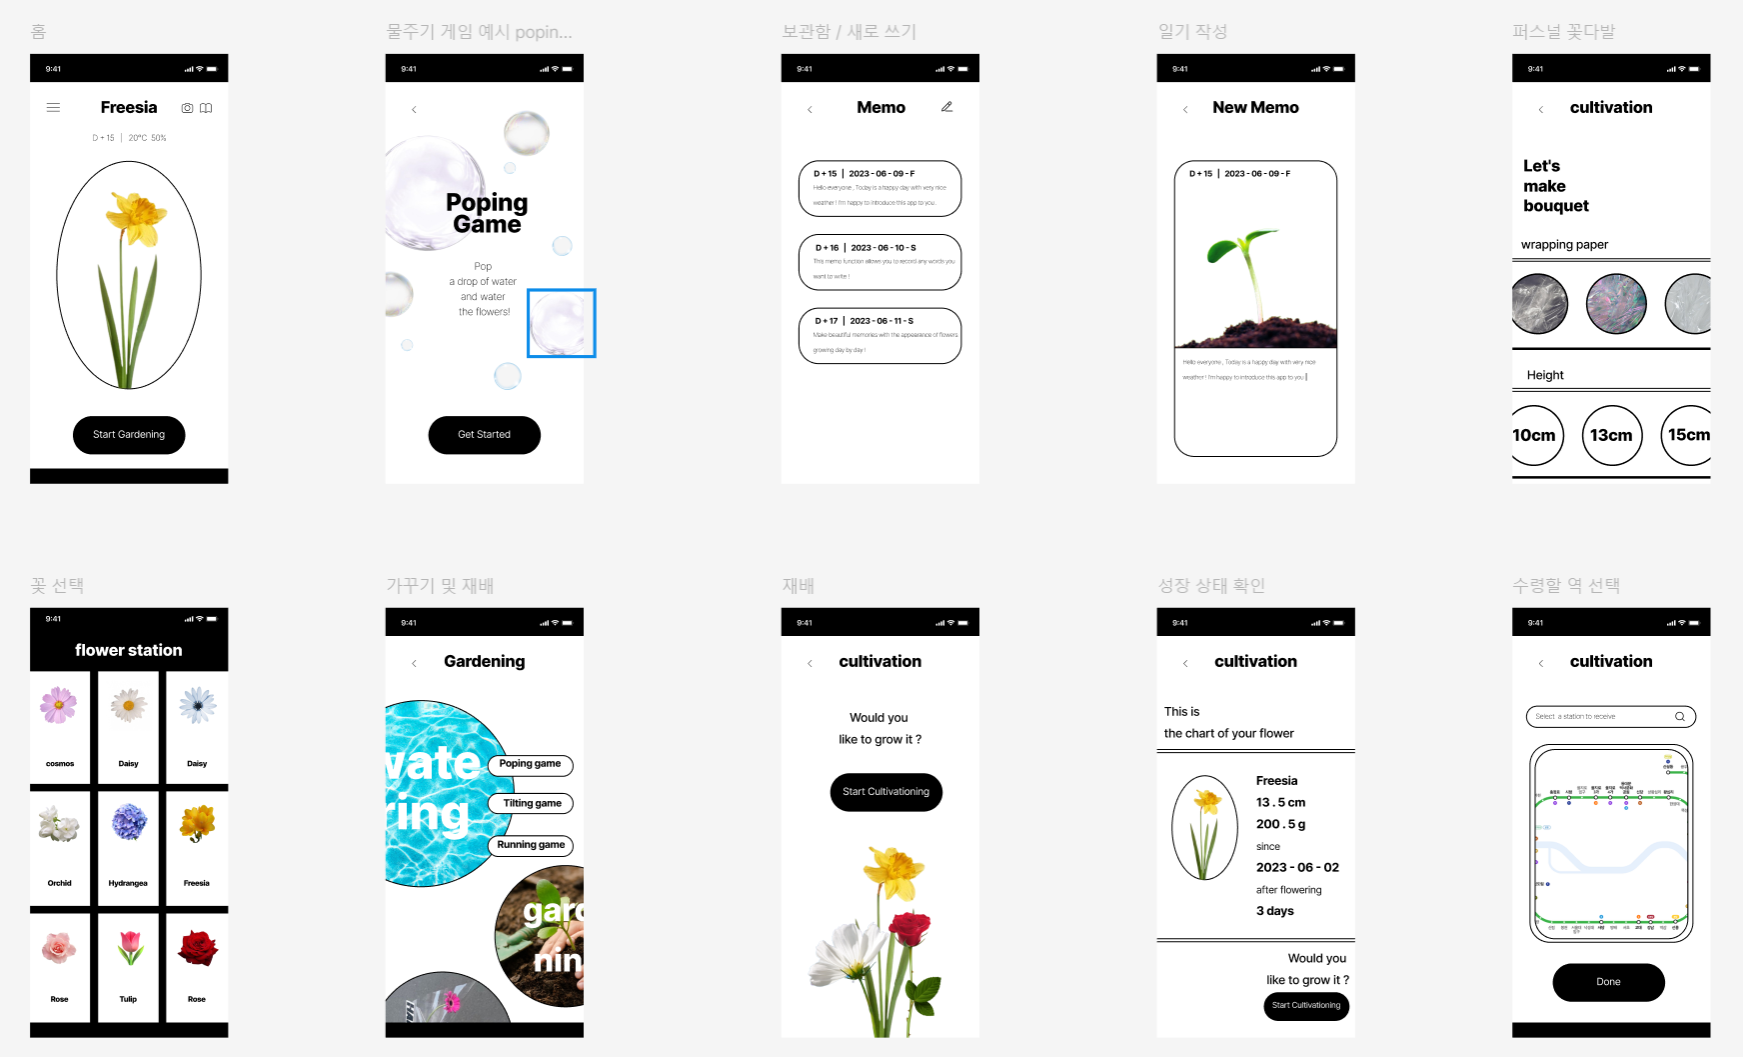 홈
9:41
Freesia
D + 15 | 20°C 50%
Start Gardening
물주기 게임 예시 popin...
9:41
Poping
Game
Pop
a drop of water
and water
the flowers!
Get Started
보관함 / 새로 쓰기
9:41
Memo
D + 15 | 2023 - 06 - 09 - F
Hello everyone , Today is a happy day with very nice
weather ! I'm happy to introduce this app to you .
D + 16 | 2023 - 06 - 10 - S
This memo function allows you to record any words you
want to write !
D + 17 | 2023 - 06 - 11 - S
Make beautiful memories with the appearance of flowers
growing day by day !
일기 작성
9:41
New Memo
D + 15 | 2023 - 06 - 09 - F
Hello everyone , Today is a happy day with very nice
weather ! I'm happy to introduce this app to you
퍼스널 꽃다발
9:41
cultivation
Let's
make
bouquet
wrapping paper
Height
10cm 13cm 15cm
꽃 선택
9:41
flower station
cosmos Daisy Daisy
Orchid Hydrangea Freesia
Rose Tulip Rose
가꾸기 및 재배
9:41
Gardening
wate
ring
Poping game
Tilting game
Running game
gard
nin
재배
9:41
cultivation
Would you
like to grow it ?
Start Cultivationing
성장 상태 확인
9:41
cultivation
This is
the chart of your flower
Freesia
13 . 5 cm
200 . 5 g
since
2023 - 06 - 02
after flowering
3 days
Would you
like to grow it ?
Start Cultivationing
수령할 역 선택
9:41
cultivation
Select a station to receive
Done